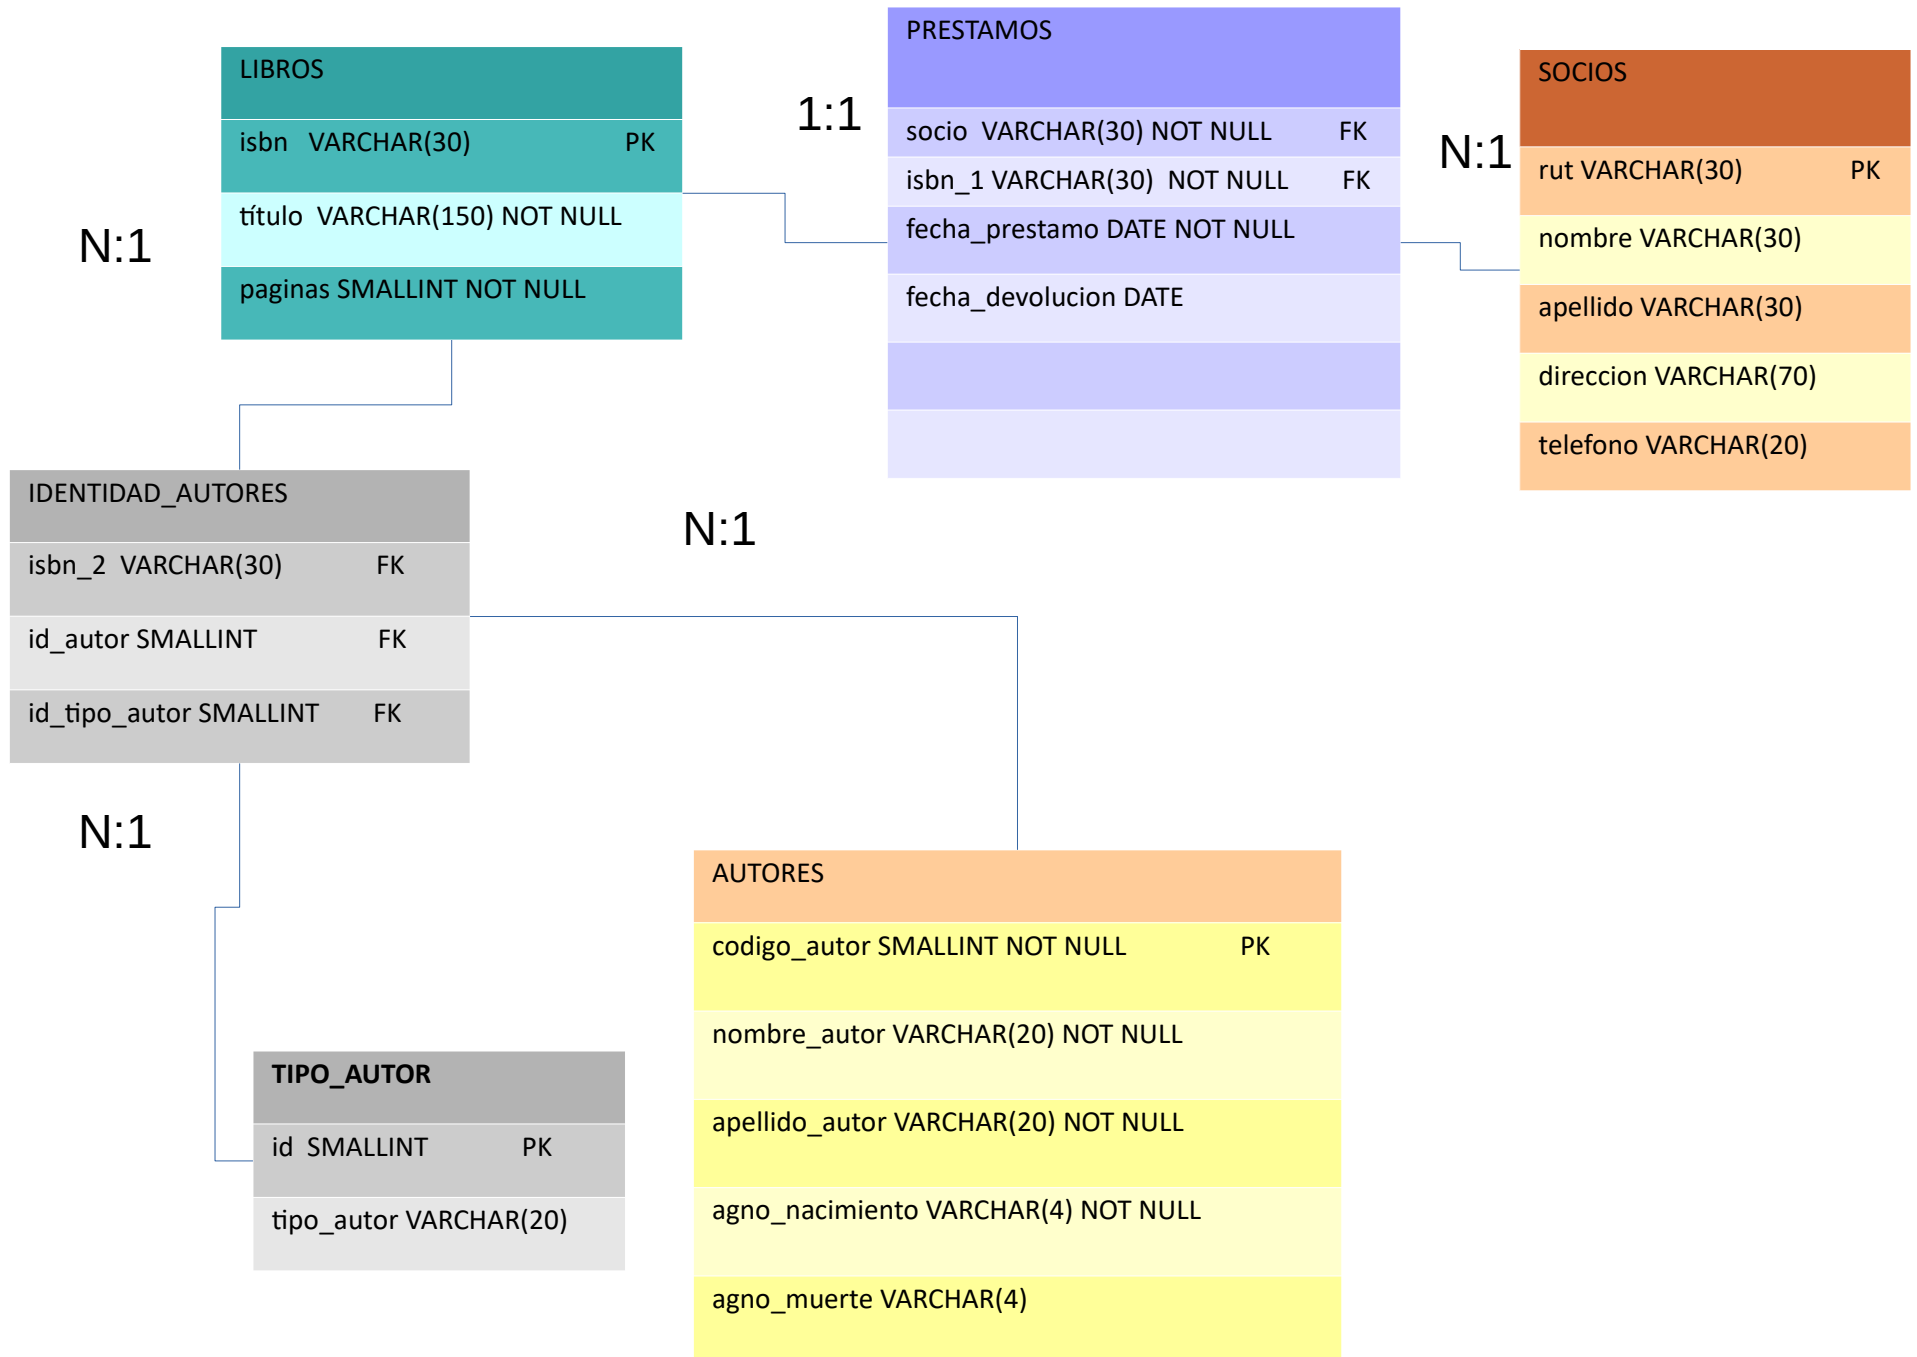 LIBROS
isbn VARCHAR(30) PK
título VARCHAR(150) NOT NULL
paginas SMALLINT NOT NULL
N:1
1:1
PRESTAMOS
socio VARCHAR(30) NOT NULL FK
isbn_1 VARCHAR(30) NOT NULL FK
fecha_prestamo DATE NOT NULL
fecha_devolucion DATE
N:1
SOCIOS
rut VARCHAR(30) PK
nombre VARCHAR(30)
apellido VARCHAR(30)
direccion VARCHAR(70)
telefono VARCHAR(20)
IDENTIDAD_AUTORES
isbn_2 VARCHAR(30) FK
id_autor SMALLINT FK
id_tipo_autor SMALLINT FK
N:1
N:1
TIPO_AUTOR
id SMALLINT PK
tipo_autor VARCHAR(20)
AUTORES
codigo_autor SMALLINT NOT NULL PK
nombre_autor VARCHAR(20) NOT NULL
apellido_autor VARCHAR(20) NOT NULL
agno_nacimiento VARCHAR(4) NOT NULL
agno_muerte VARCHAR(4)